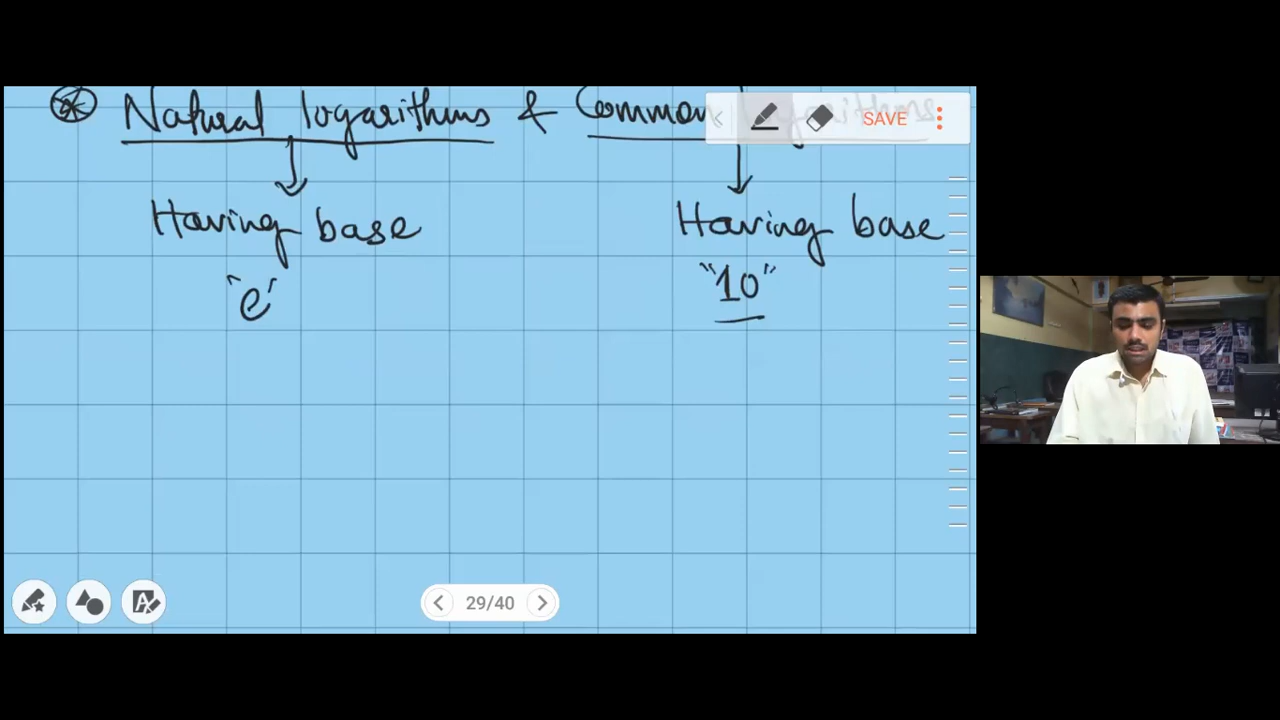 Natural logarithms & Common
SAVE
Having base Having base
"e" "10"
29/40